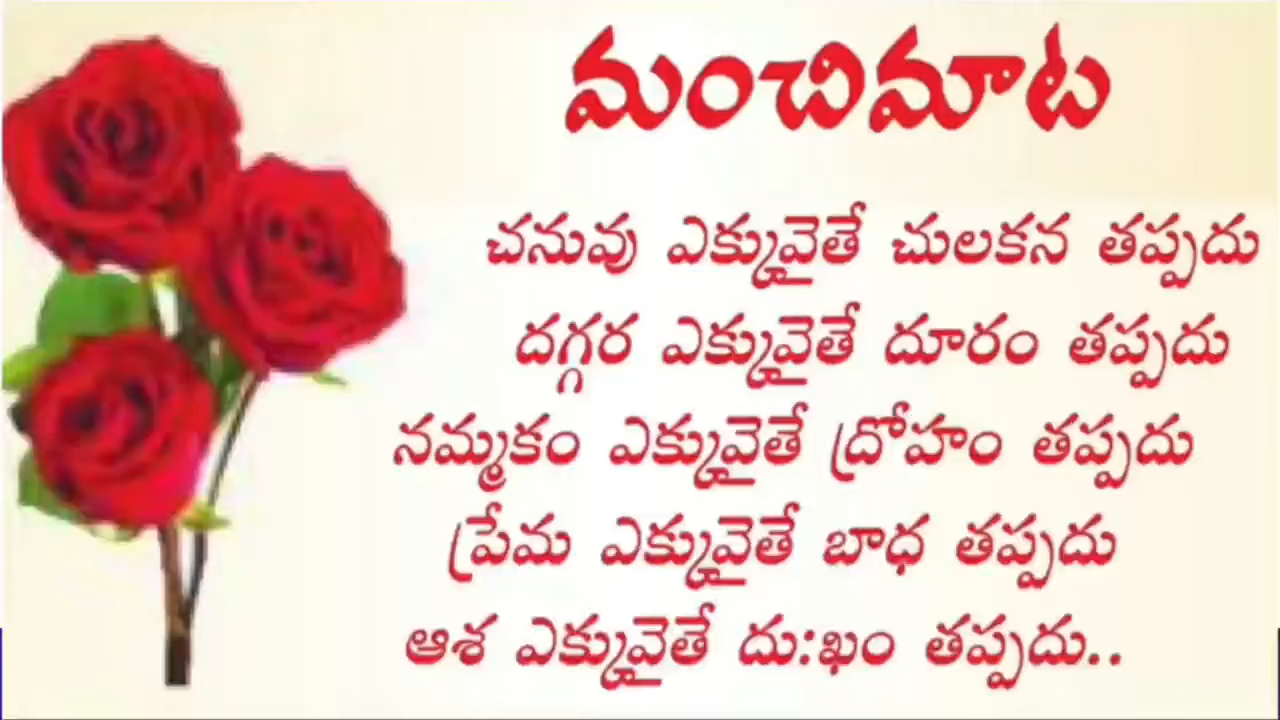 మంచిమాట
చనువు ఎక్కువైతే చులకన తప్పదు
దగ్గర ఎక్కువైతే దూరం తప్పదు
నమ్మకం ఎక్కువైతే ద్రోహం తప్పదు
ప్రేమ ఎక్కువైతే బాధ తప్పదు
ఆశ ఎక్కువైతే దు:ఖం తప్పదు..